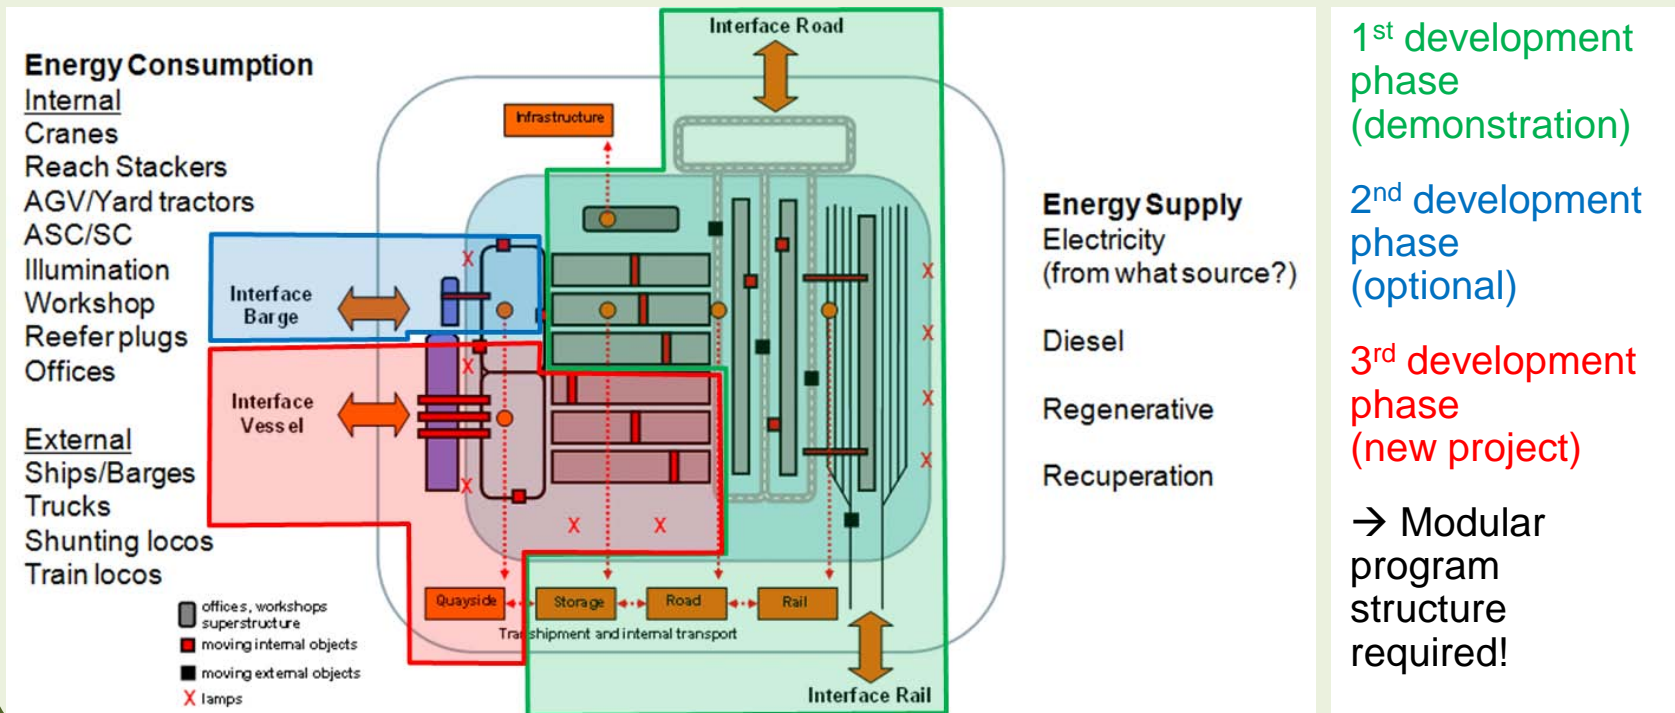 Energy Consumption
Internal
Cranes
Reach Stackers
AGV/Yard tractors
ASC/SC
Illumination
Workshop
Reefer plugs
Offices
External
Ships/Barges
Trucks
Shunting locos
Train locos
offices, workshops
superstructure
moving internal objects
moving external objects
X lamps
Interface Road
Infrastructure
Interface
Barge
Interface
Vessel
X
X
X
X
X
X
X
X
X
Quayside
Storage
Road
Rail
Transhipment and internal transport
Interface Rail
Energy Supply
Electricity
(from what source?)
Diesel
Regenerative
Recuperation
1st development
phase
(demonstration)
2nd development
phase
(optional)
3rd development
phase
(new project)
→ Modular
program
structure
required!